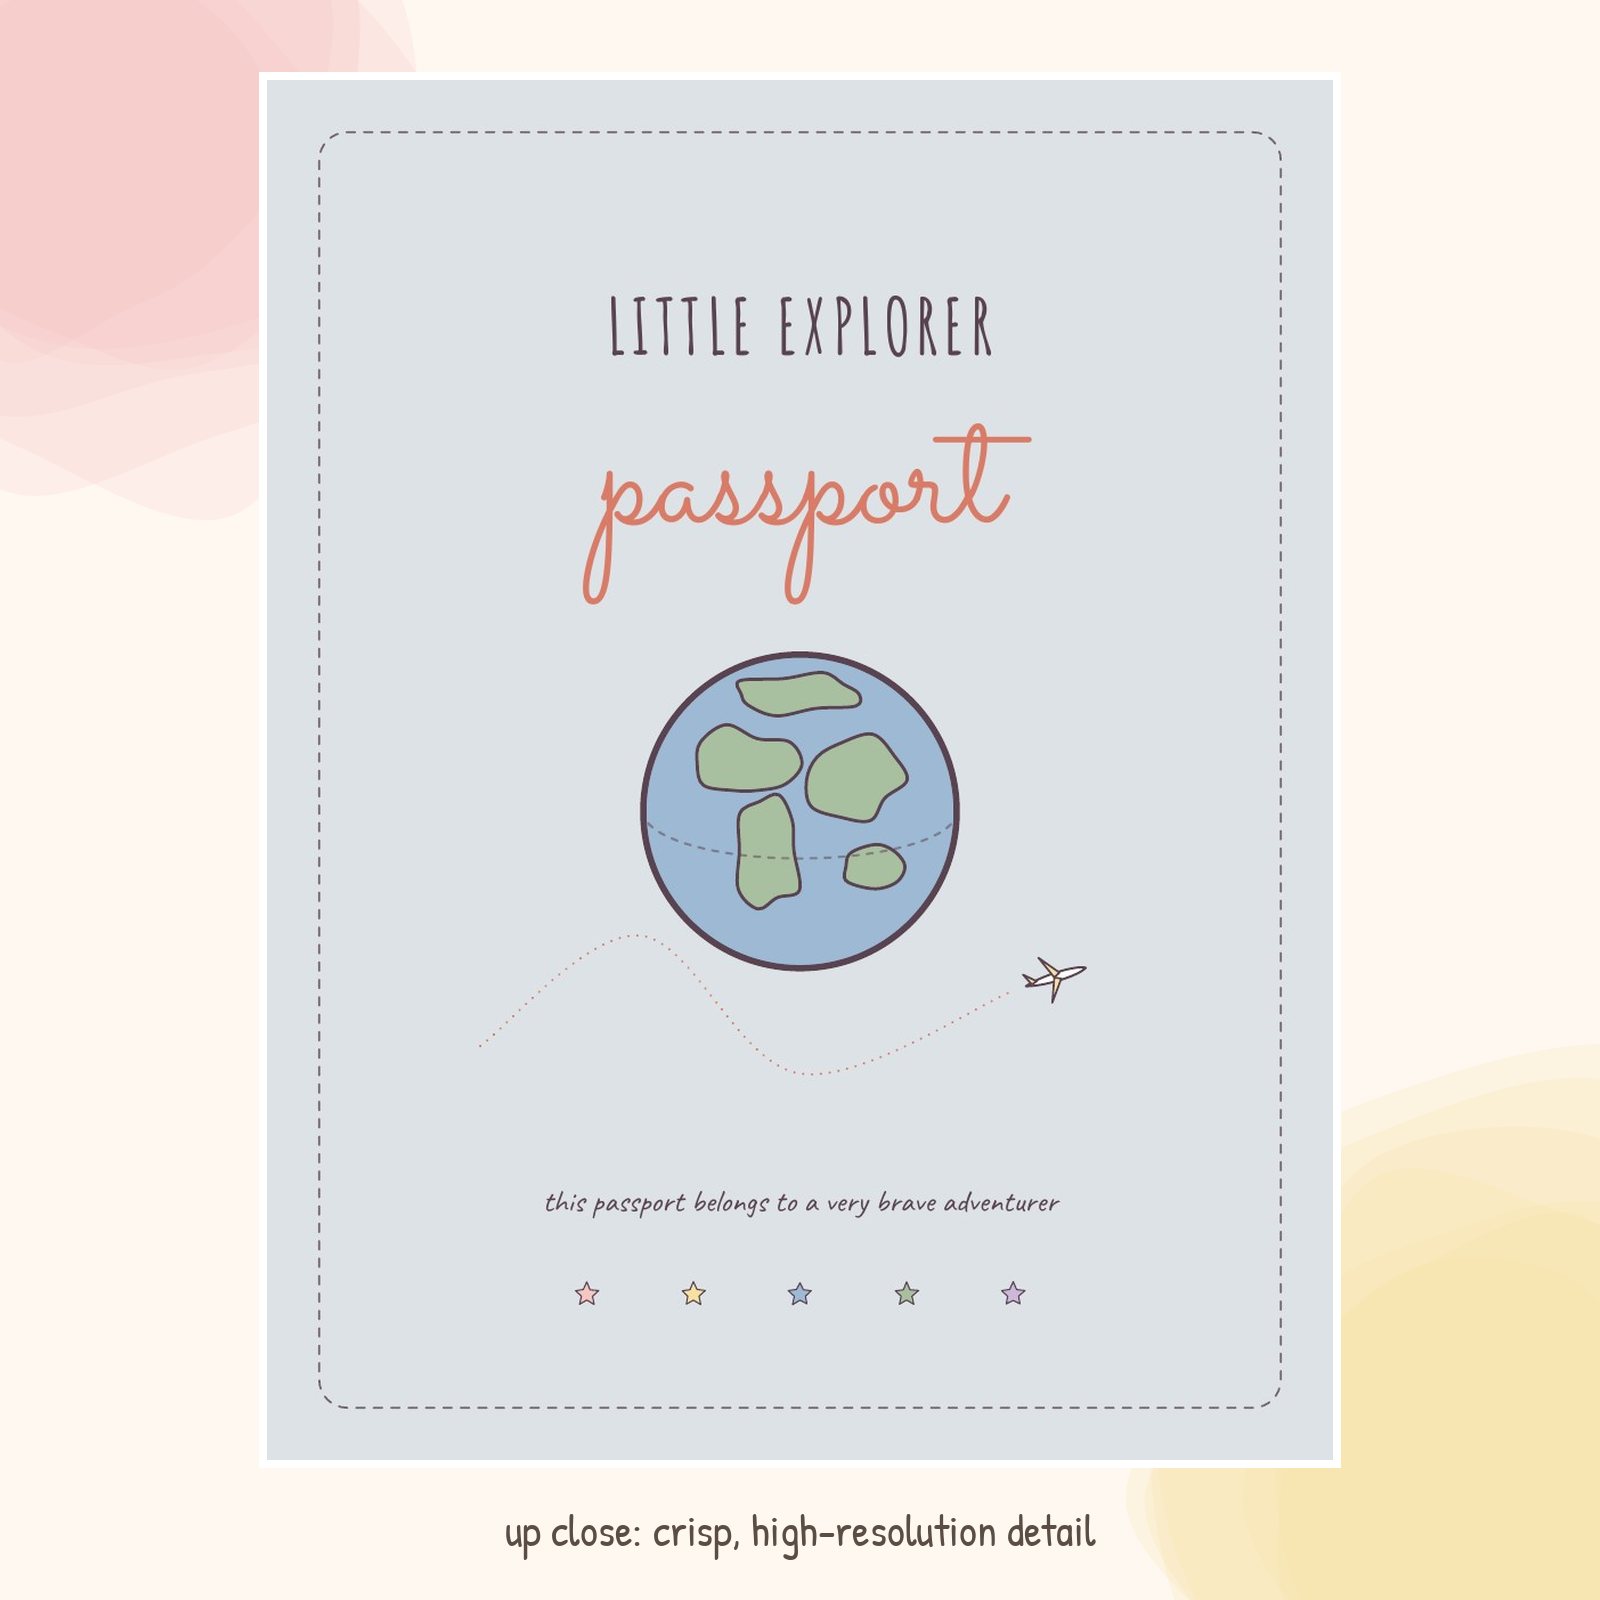 LITTLE EXPLORER
passport
this passport belongs to a very brave adventurer
up close: crisp, high-resolution detail